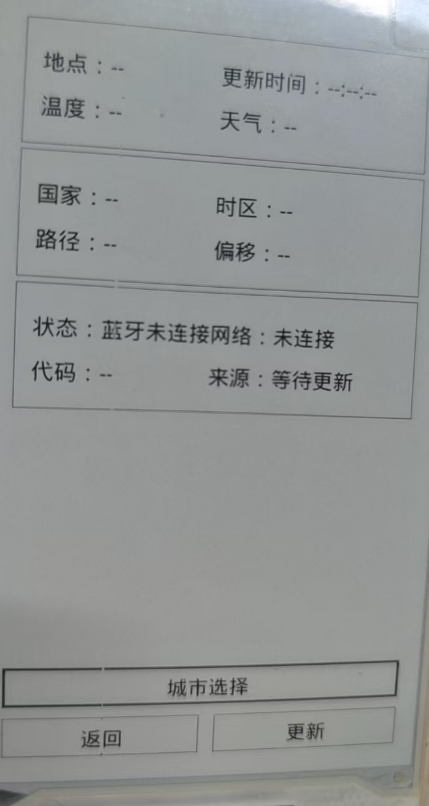 地点：--  更新时间：--:--:--
温度：--  天气：--
国家：--  时区：--
路径：--  偏移：--
状态：蓝牙未连接网络：未连接
代码：--  来源：等待更新
城市选择
返回  更新